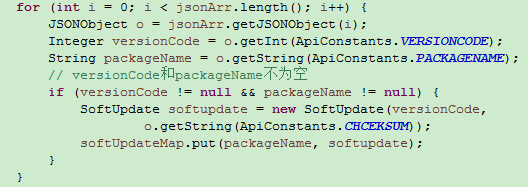 for (int i = 0; i < jsonArr.length(); i++) {
JSONObject o = jsonArr.getJSONObject(i);
Integer versionCode = o.getInt(ApiConstants.VERSIONCODE);
String packageName = o.getString(ApiConstants.PACKAGENAME);
// versionCode和packageName不为空
if (versionCode != null && packageName != null) {
SoftUpdate softupdate = new SoftUpdate(versionCode,
o.getString(ApiConstants.CHCEKSUM));
softUpdateMap.put(packageName, softupdate);
}
}